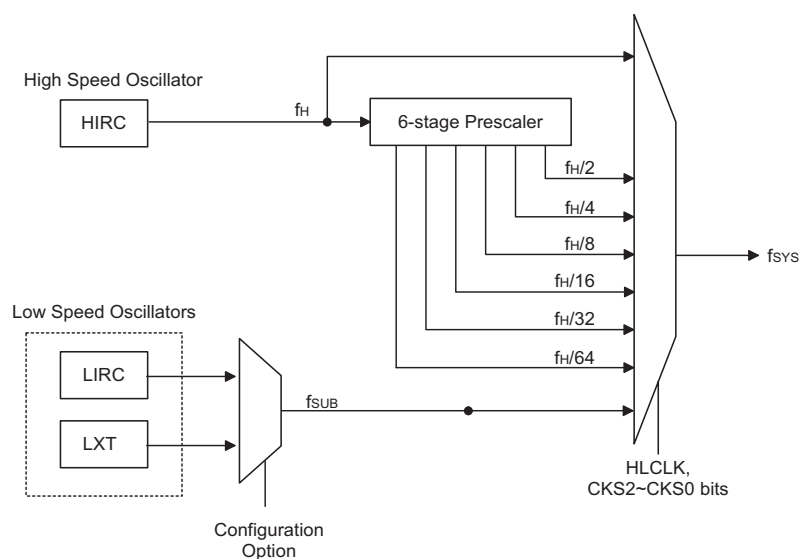 High Speed Oscillator
HIRC
fH
6-stage Prescaler
fH/2
fH/4
fH/8
fH/16
fH/32
fH/64
fSYS
Low Speed Oscillators
LIRC
LXT
fSUB
HLCLK,
CKS2~CKS0 bits
Configuration
Option